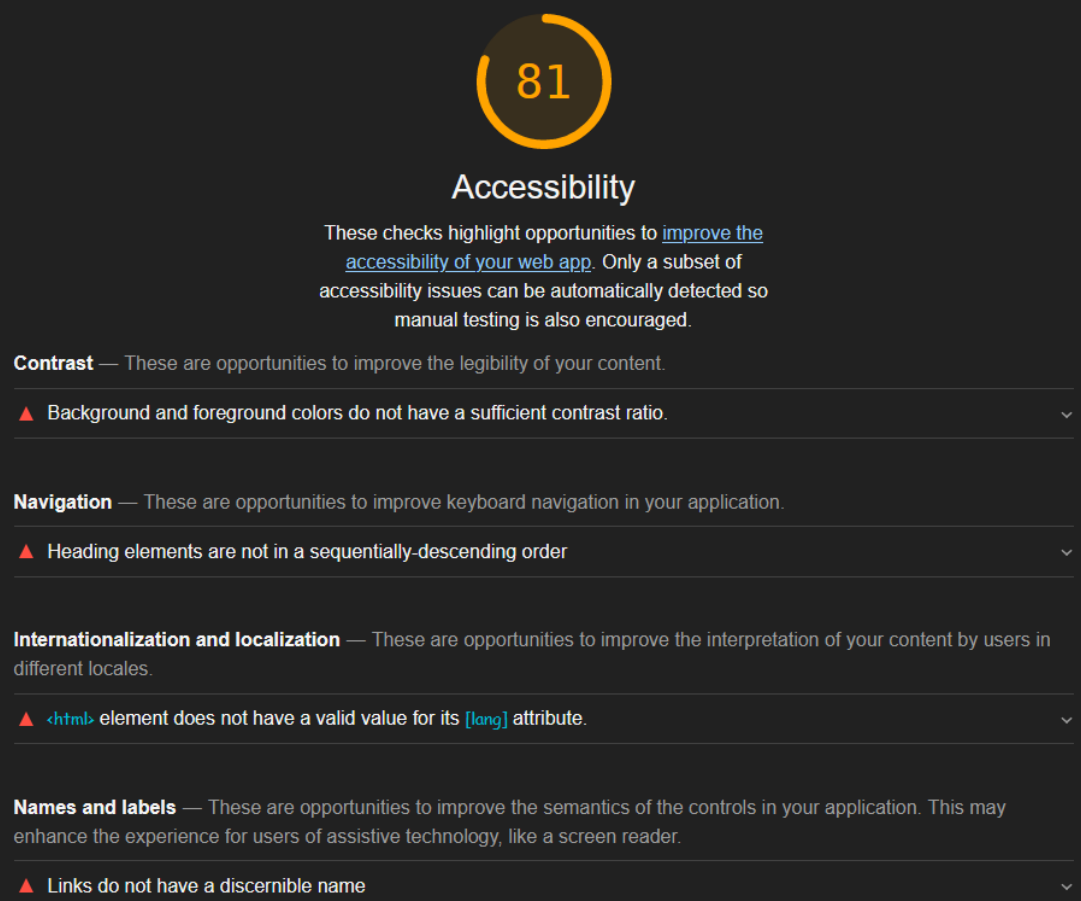 81
Accessibility
These checks highlight opportunities to improve the
accessibility of your web app. Only a subset of
accessibility issues can be automatically detected so
manual testing is also encouraged.
Contrast — These are opportunities to improve the legibility of your content.
Background and foreground colors do not have a sufficient contrast ratio.
Navigation — These are opportunities to improve keyboard navigation in your application.
Heading elements are not in a sequentially-descending order
Internationalization and localization — These are opportunities to improve the interpretation of your content by users in
different locales.
<html> element does not have a valid value for its [lang] attribute.
Names and labels — These are opportunities to improve the semantics of the controls in your application. This may
enhance the experience for users of assistive technology, like a screen reader.
Links do not have a discernible name